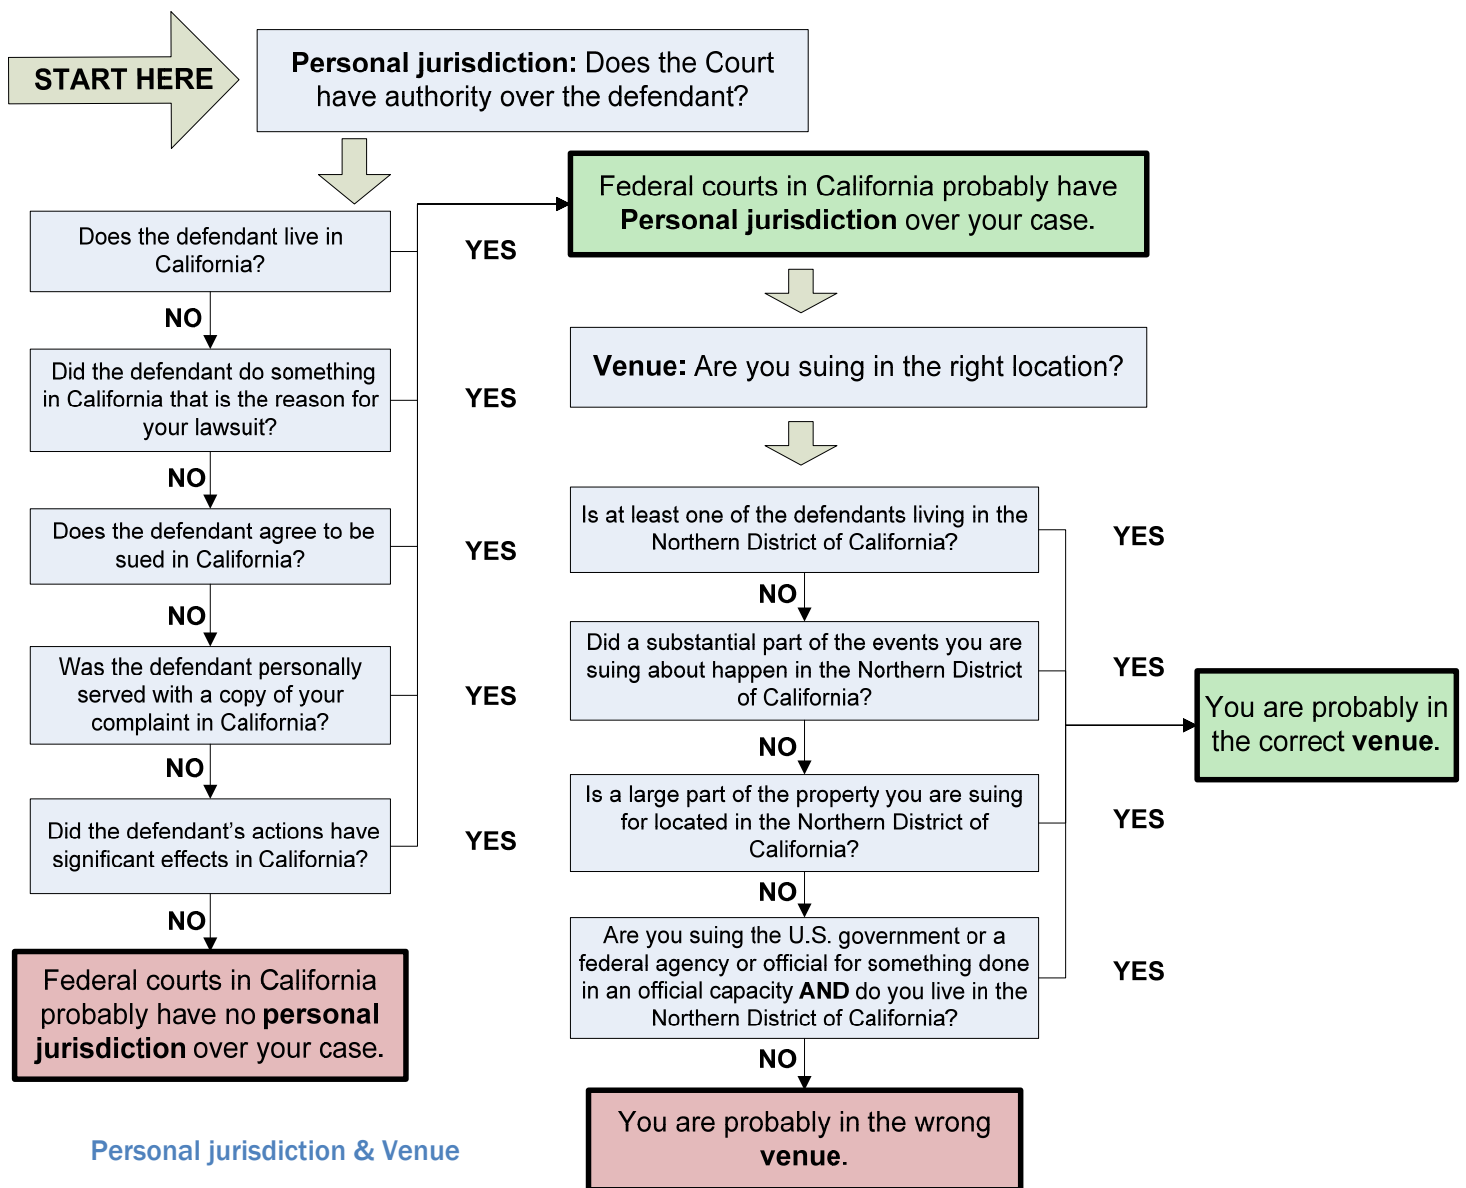 START HERE
Personal jurisdiction: Does the Court
have authority over the defendant?
Does the defendant live in
California?
YES
NO
Did the defendant do something
in California that is the reason for
your lawsuit?
YES
NO
Does the defendant agree to be
sued in California?
YES
NO
Was the defendant personally
served with a copy of your
complaint in California?
YES
NO
Did the defendant's actions have
significant effects in California?
YES
NO
Federal courts in California
probably have no personal
jurisdiction over your case.
Federal courts in California probably have
Personal jurisdiction over your case.
Venue: Are you suing in the right location?
Is at least one of the defendants living in the
Northern District of California?
YES
NO
Did a substantial part of the events you are
suing about happen in the Northern District
of California?
YES
NO
Is a large part of the property you are suing
for located in the Northern District of
California?
YES
NO
Are you suing the U.S. government or a
federal agency or official for something done
in an official capacity AND do you live in the
Northern District of California?
YES
NO
You are probably in
the correct venue.
You are probably in the wrong
venue.
Personal jurisdiction & Venue